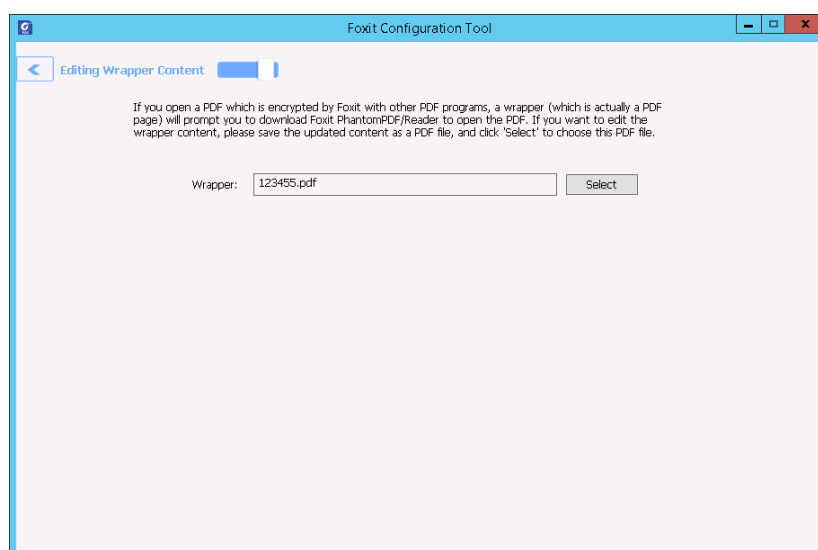 Foxit Configuration Tool
Editing Wrapper Content
If you open a PDF which is encrypted by Foxit with other PDF programs, a wrapper (which is actually a PDF
page) will prompt you to download Foxit PhantomPDF/Reader to open the PDF. If you want to edit the
wrapper content, please save the updated content as a PDF file, and click 'Select' to choose this PDF file.
Wrapper: 123455.pdf Select